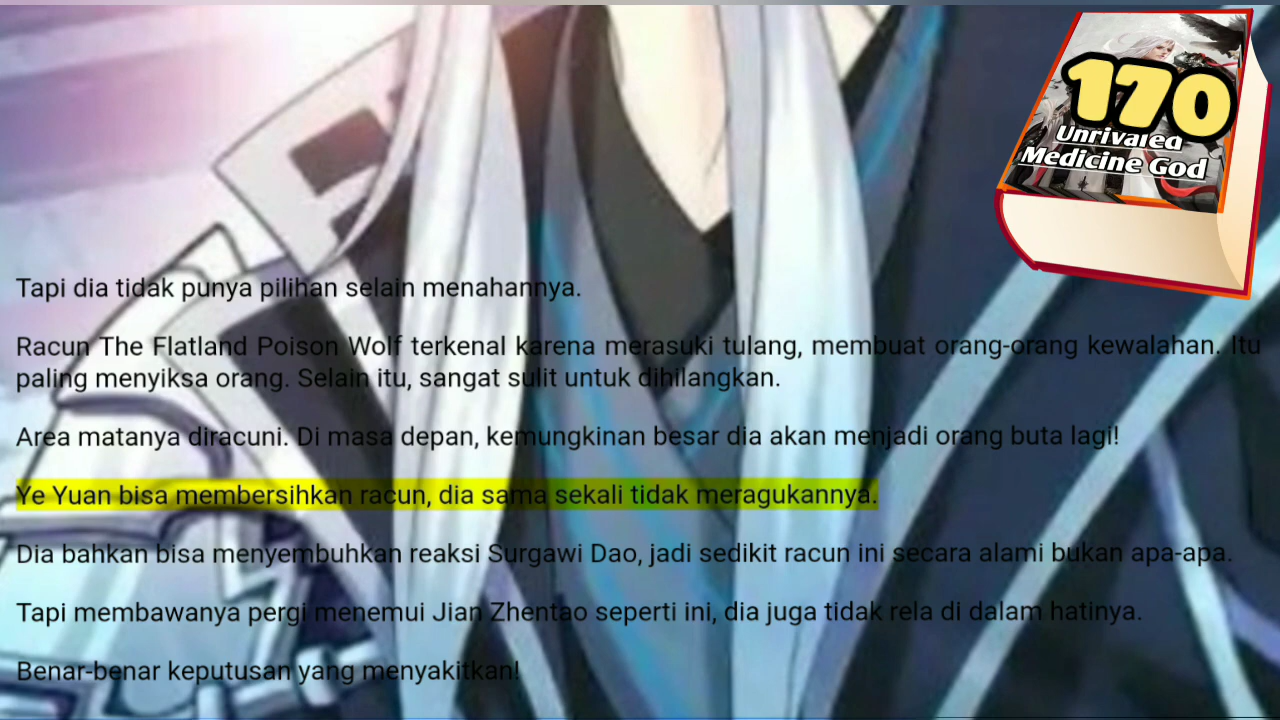 170
Unrivaled
Medicine God
Tapi dia tidak punya pilihan selain menahannya.
Racun The Flatland Poison Wolf terkenal karena merasuki tulang, membuat orang-orang kewalahan. Itu
paling menyiksa orang. Selain itu, sangat sulit untuk dihilangkan.
Area matanya diracuni. Di masa depan, kemungkinan besar dia akan menjadi orang buta lagi!
Ye Yuan bisa membersihkan racun, dia sama sekali tidak meragukannya.
Dia bahkan bisa menyembuhkan reaksi Surgawi Dao, jadi sedikit racun ini secara alami bukan apa-apa.
Tapi membawanya pergi menemui Jian Zhentao seperti ini, dia juga tidak rela di dalam hatinya.
Benar-benar keputusan yang menyakitkan!